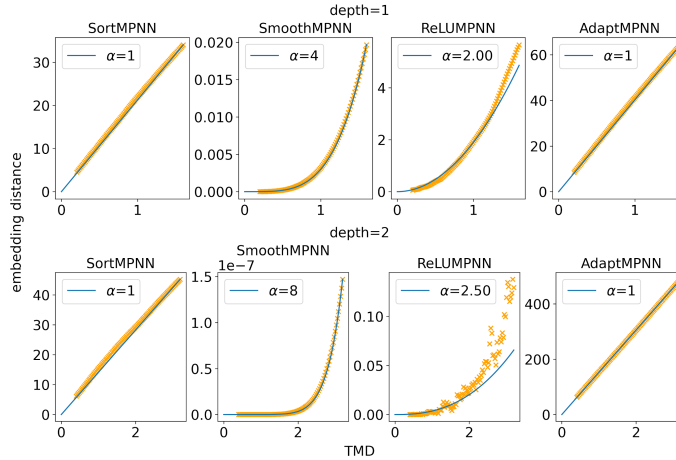 depth=1
SortMPNN
SmoothMPNN
ReLUMPNN
AdaptMPNN
α=1
α=4
α=2.00
α=1
30
20
10
0
0.020
0.015
0.010
0.005
0.000
4
2
0
60
40
20
0
0 1
0 1
0 1
0 1
embedding distance
depth=2
SortMPNN
SmoothMPNN
ReLUMPNN
AdaptMPNN
1e−7
α=1
α=8
α=2.50
α=1
40
30
20
10
0
1.5
1.0
0.5
0.0
0.10
0.05
0.00
400
200
0
0 2
0 2
0 2
0 2
TMD